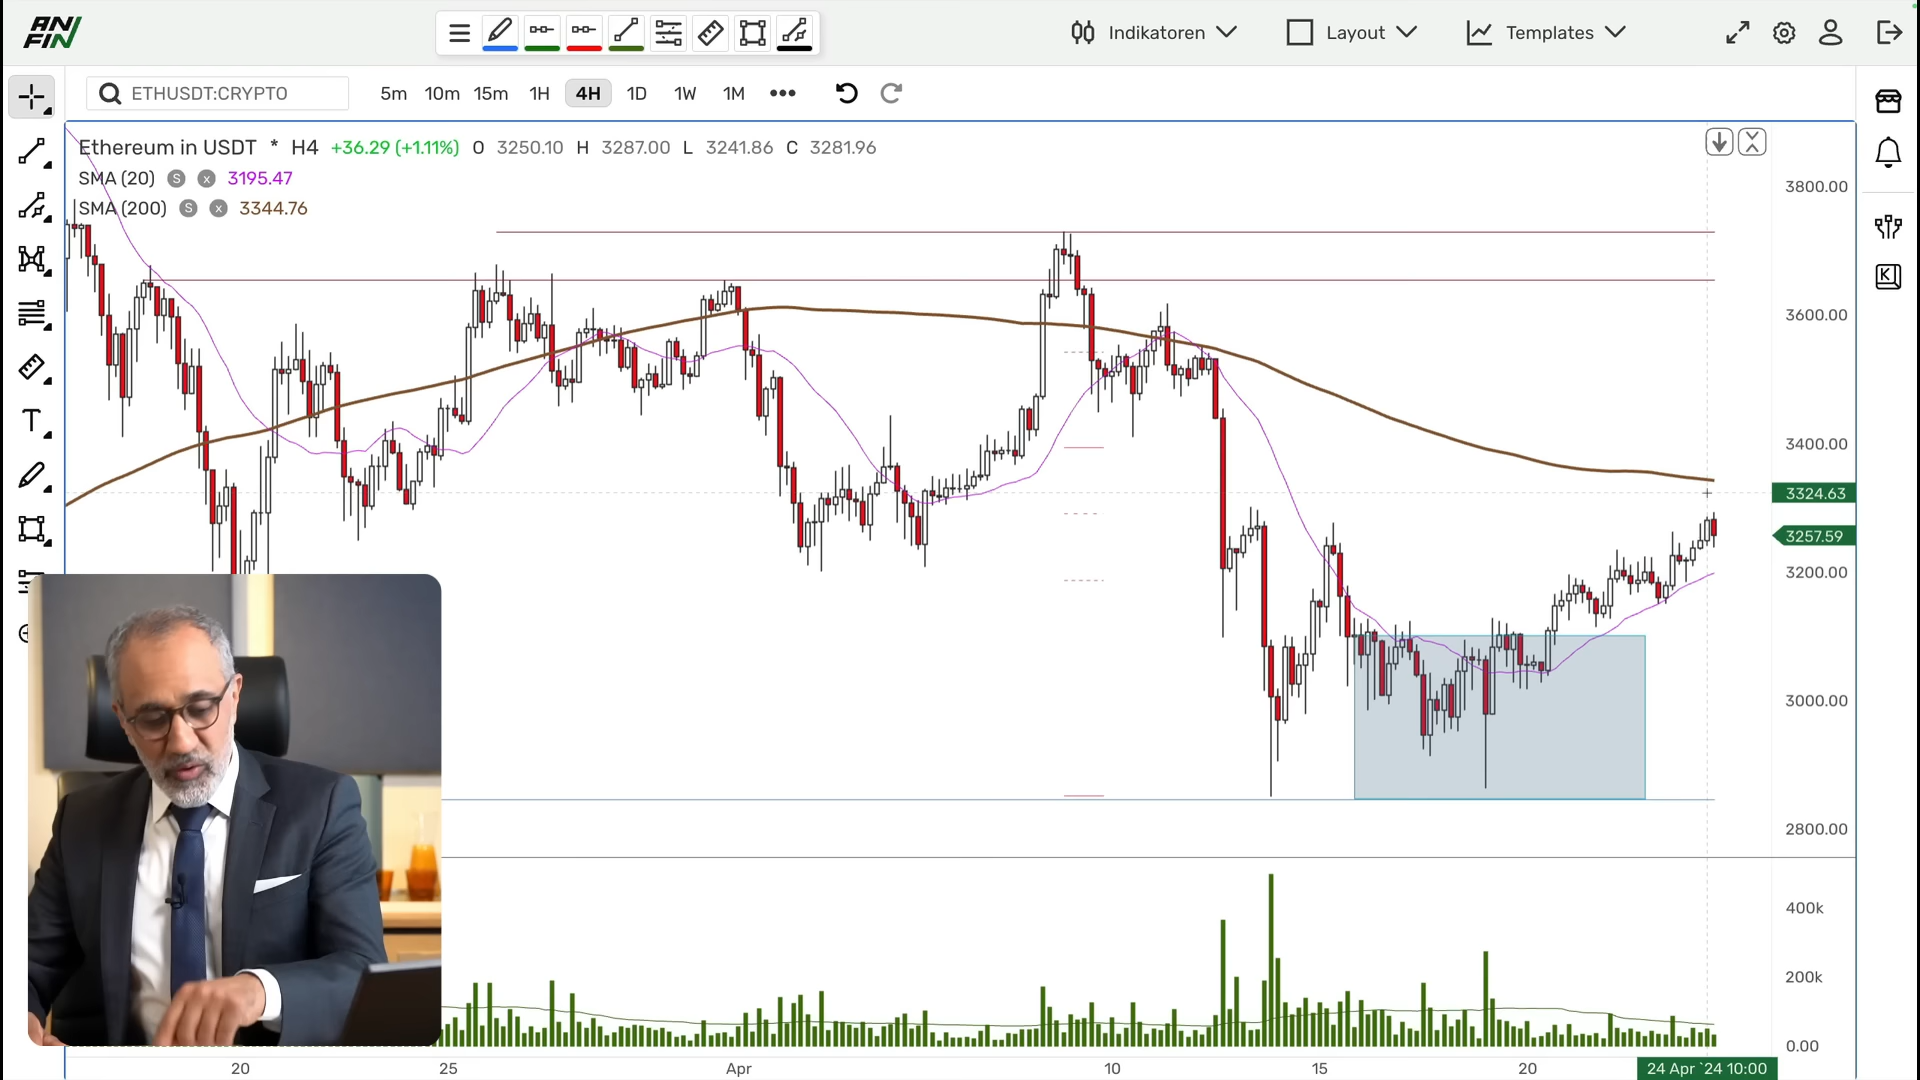 ANFIN
Indikatoren
Layout
Templates
ETHUSDT:CRYPTO
5m 10m 15m 1H 4H 1D 1W 1M •••
Ethereum in USDT * H4 +36.29 (+1.11%) O 3250.10 H 3287.00 L 3241.86 C 3281.96
SMA (20) S x 3195.47
SMA (200) S x 3344.76
T
K
3800.00
3600.00
3400.00
3324.63
3257.59
3200.00
3000.00
2800.00
400k
200k
0.00
20 25 Apr 10 15 20 24 Apr `24 10:00